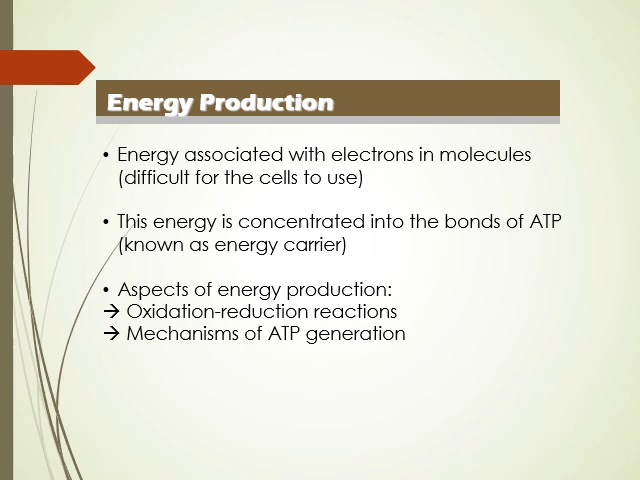 Energy Production
• Energy associated with electrons in molecules
(difficult for the cells to use)
• This energy is concentrated into the bonds of ATP
(known as energy carrier)
• Aspects of energy production:
→ Oxidation-reduction reactions
→ Mechanisms of ATP generation